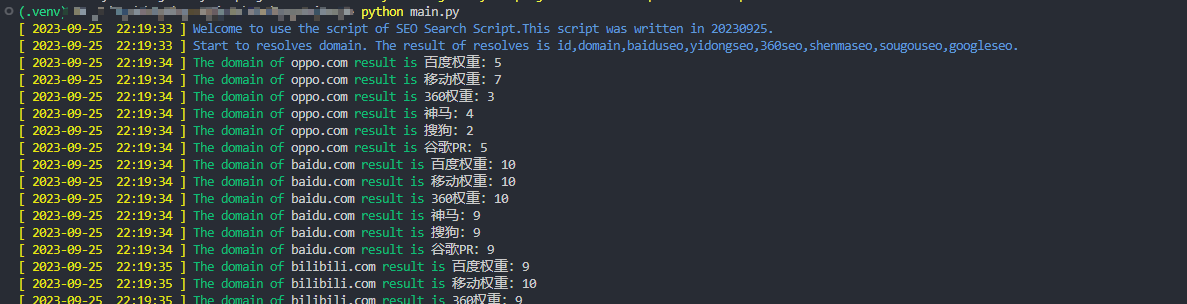 (.venv) python main.py
[ 2023-09-25  22:19:33 ] Welcome to use the script of SEO Search Script.This script was written in 20230925.
[ 2023-09-25  22:19:33 ] Start to resolves domain. The result of resolves is id,domain,baiduseo,yidongseo,360seo,shenmaseo,sougouseo,googleseo.
[ 2023-09-25  22:19:34 ] The domain of oppo.com result is 百度权重: 5
[ 2023-09-25  22:19:34 ] The domain of oppo.com result is 移动权重: 7
[ 2023-09-25  22:19:34 ] The domain of oppo.com result is 360权重: 3
[ 2023-09-25  22:19:34 ] The domain of oppo.com result is 神马: 4
[ 2023-09-25  22:19:34 ] The domain of oppo.com result is 搜狗: 2
[ 2023-09-25  22:19:34 ] The domain of oppo.com result is 谷歌PR: 5
[ 2023-09-25  22:19:34 ] The domain of baidu.com result is 百度权重: 10
[ 2023-09-25  22:19:34 ] The domain of baidu.com result is 移动权重: 10
[ 2023-09-25  22:19:34 ] The domain of baidu.com result is 360权重: 10
[ 2023-09-25  22:19:34 ] The domain of baidu.com result is 神马: 9
[ 2023-09-25  22:19:34 ] The domain of baidu.com result is 搜狗: 9
[ 2023-09-25  22:19:34 ] The domain of baidu.com result is 谷歌PR: 9
[ 2023-09-25  22:19:35 ] The domain of bilibili.com result is 百度权重: 9
[ 2023-09-25  22:19:35 ] The domain of bilibili.com result is 移动权重: 10
[ 2023-09-25  22:19:35 ] The domain of bilibili.com result is 360权重: 9